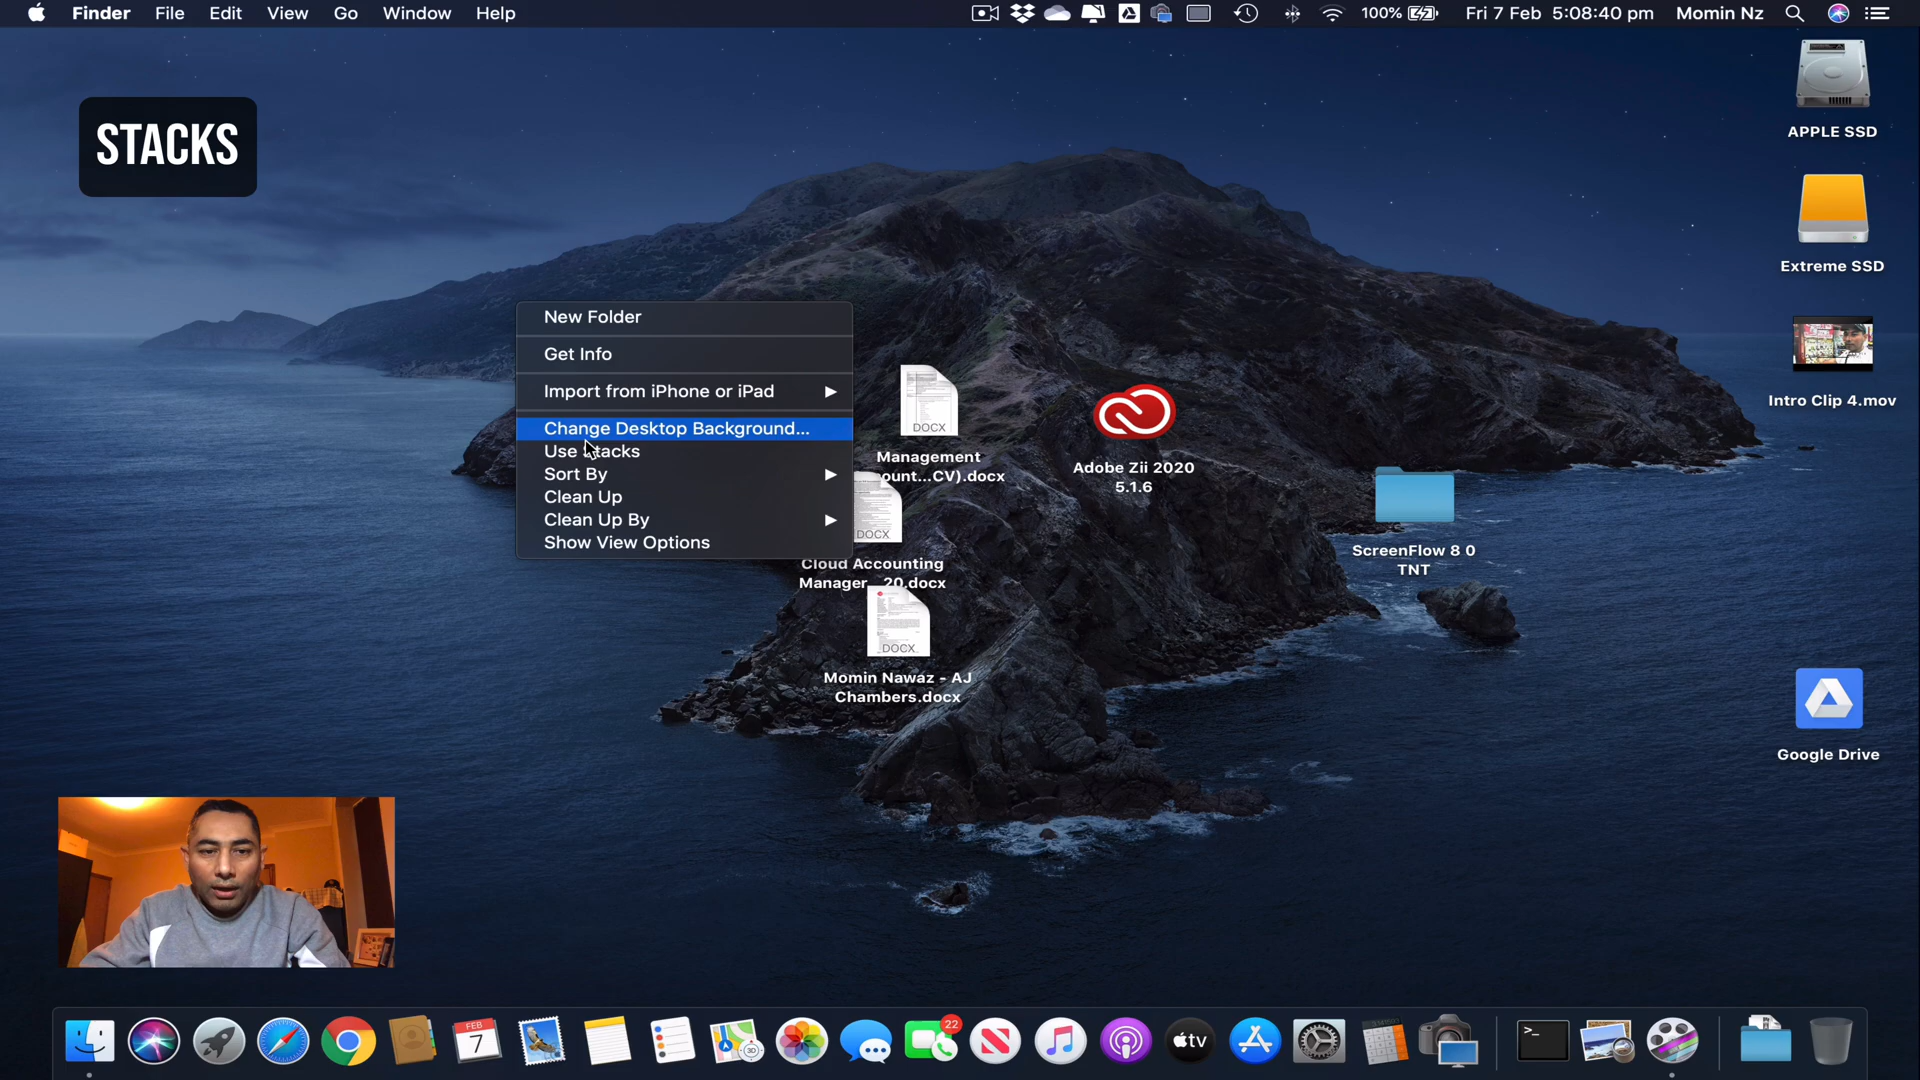 Finder File Edit View Go Window Help 100% Fri 7 Feb 5:08:40 pm Momin Nz
STACKS
APPLE SSD
Extreme SSD
Intro Clip 4.mov
New Folder
Get Info
Import from iPhone or iPad
Change Desktop Background...
Use Stacks
Sort By
Clean Up
Clean Up By
Show View Options
DOCX
Management
ount...CV).docx
DOCX
Cloud Accounting
Manager...20.docx
DOCX
Momin Nawaz - AJ
Chambers.docx
Adobe Zii 2020
5.1.6
ScreenFlow 8 0
TNT
Google Drive
FEB
7
3D
22
tv
>_